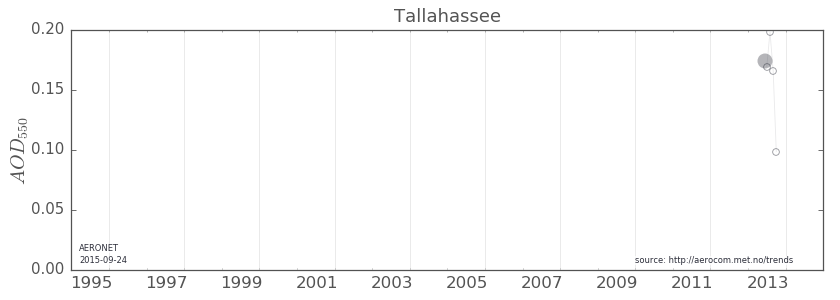 Tallahassee
0.20
0.15
0.10
0.05
0.00
AOD550
AERONET
2015-09-24
source: http://aerocom.met.no/trends
1995 1997 1999 2001 2003 2005 2007 2009 2011 2013